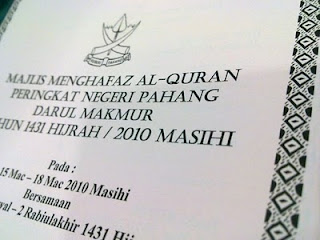 MAJLIS MENGHAFAZ AL-QURAN
PERINGKAT NEGERI PAHANG
DARUL MAKMUR
HUN 1431 HIJRAH / 2010 MASIHI
Pada :
15 Mac - 18 Mac 2010 Masihi
Bersamaan
- 2 Rabiulakhir 1431